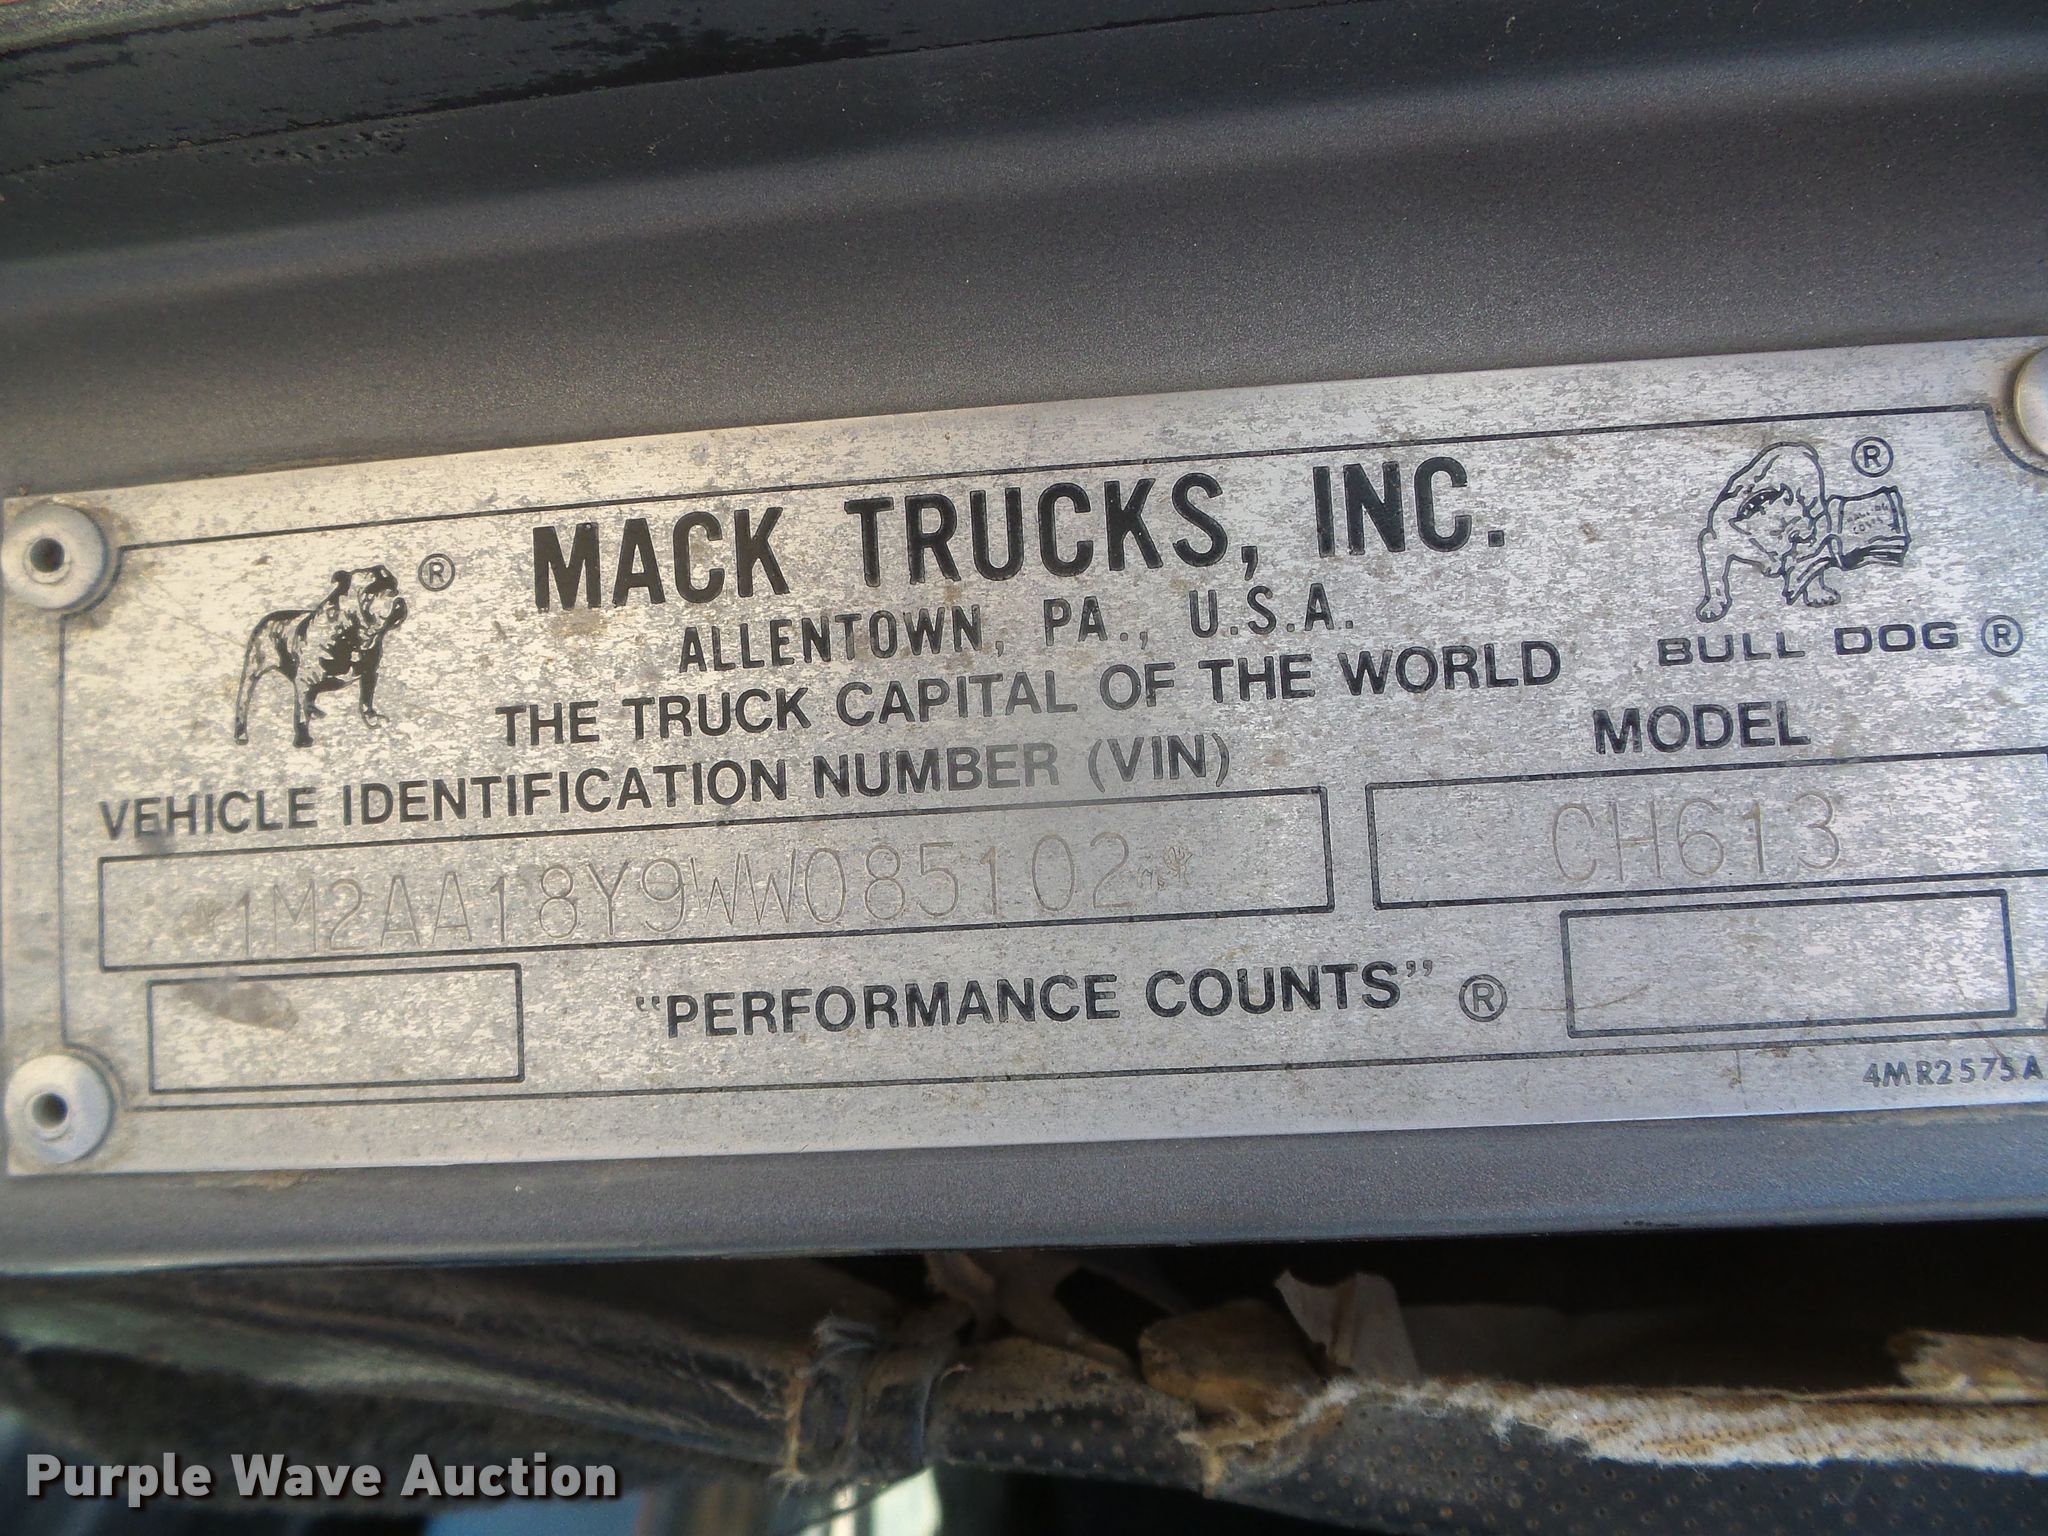 MACK TRUCKS, INC.
ALLENTOWN, PA., U.S.A.
THE TRUCK CAPITAL OF THE WORLD
® ®
BULL DOG ®
VEHICLE IDENTIFICATION NUMBER (VIN)
MODEL
1M2AA18Y9WW085102
CH613
"PERFORMANCE COUNTS" ®
4MR2575A
Purple Wave Auction